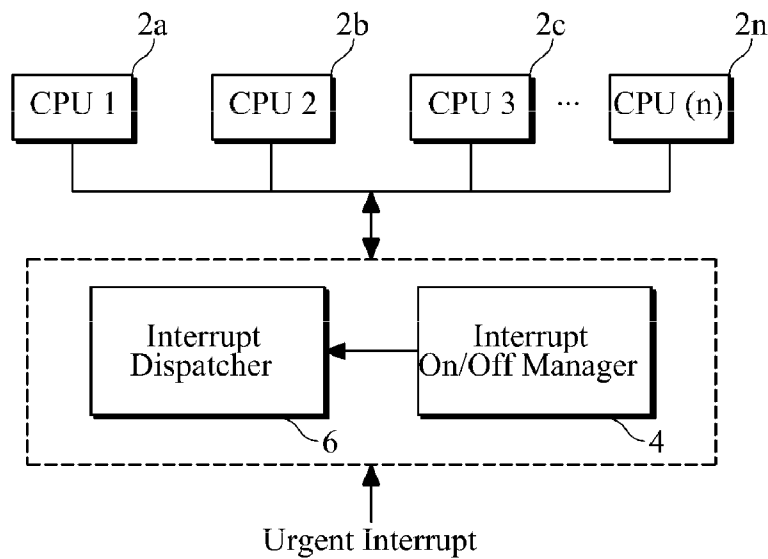 2a 2b 2c 2n
CPU 1 CPU 2 CPU 3 ... CPU (n)
Interrupt Dispatcher
Interrupt On/Off Manager
6 4
Urgent Interrupt